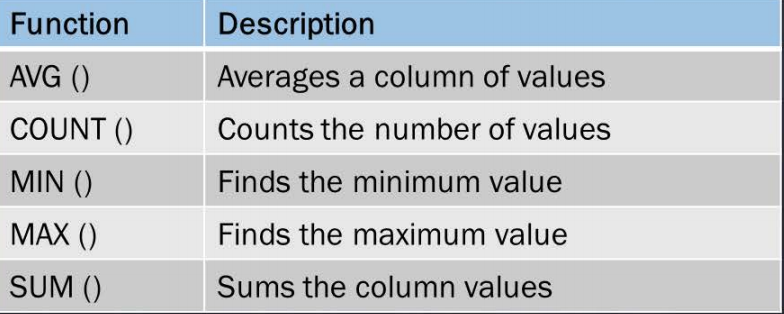 Function Description
AVG () Averages a column of values
COUNT () Counts the number of values
MIN () Finds the minimum value
MAX () Finds the maximum value
SUM () Sums the column values